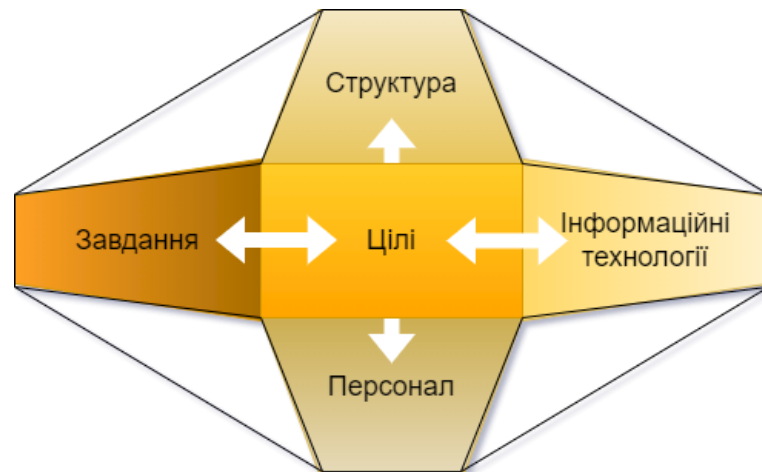 Структура
Завдання
Цілі
Інформаційні
технології
Персонал